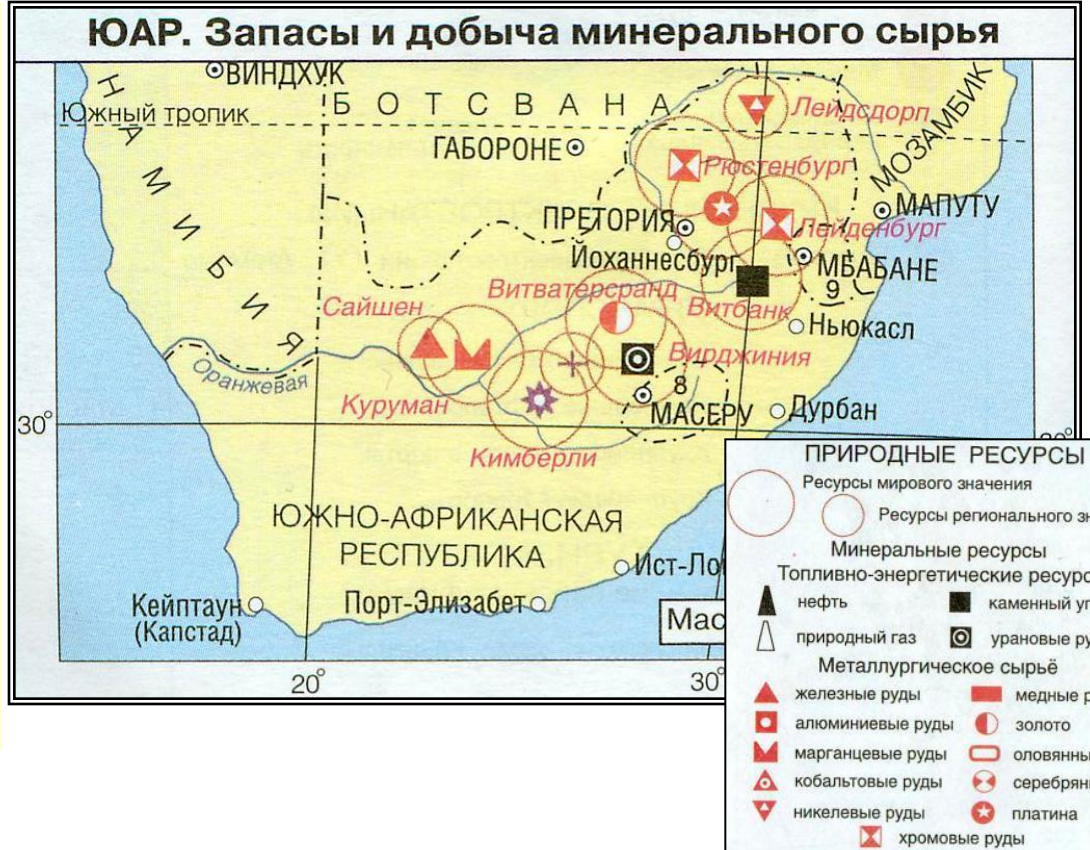 ЮАР. Запасы и добыча минерального сырья
НАМИБИЯ
ВИНДХУК
БОТСВАНА
Южный тропик
Лейдсдорп
МОЗАМБИК
ГАБОРОНЕ
Рюстенбург
МАПУТУ
ПРЕТОРИЯ
Лейденбург
Йоханнесбург
МБАБАНЕ
9
Витватерсранд
Сайшен
Витбанк
Ньюкасл
Вирджиния
Оранжевая
8
Куруман
МАСЕРУ
Дурбан
30°
Кимберли
ЮЖНО-АФРИКАНСКАЯ
РЕСПУБЛИКА
Ист-Ло
Кейптаун
(Капстад)
Порт-Элизабет
Мас
20°
30°
ПРИРОДНЫЕ РЕСУРСЫ
Ресурсы мирового значения
Ресурсы регионального зн
Минеральные ресурсы
Топливно-энергетические ресурс
нефть
каменный уг
природный газ
урановые ру
Металлургическое сырьё
железные руды
медные р
алюминиевые руды
золото
марганцевые руды
оловянны
кобальтовые руды
серебрян
никелевые руды
платина
хромовые руды